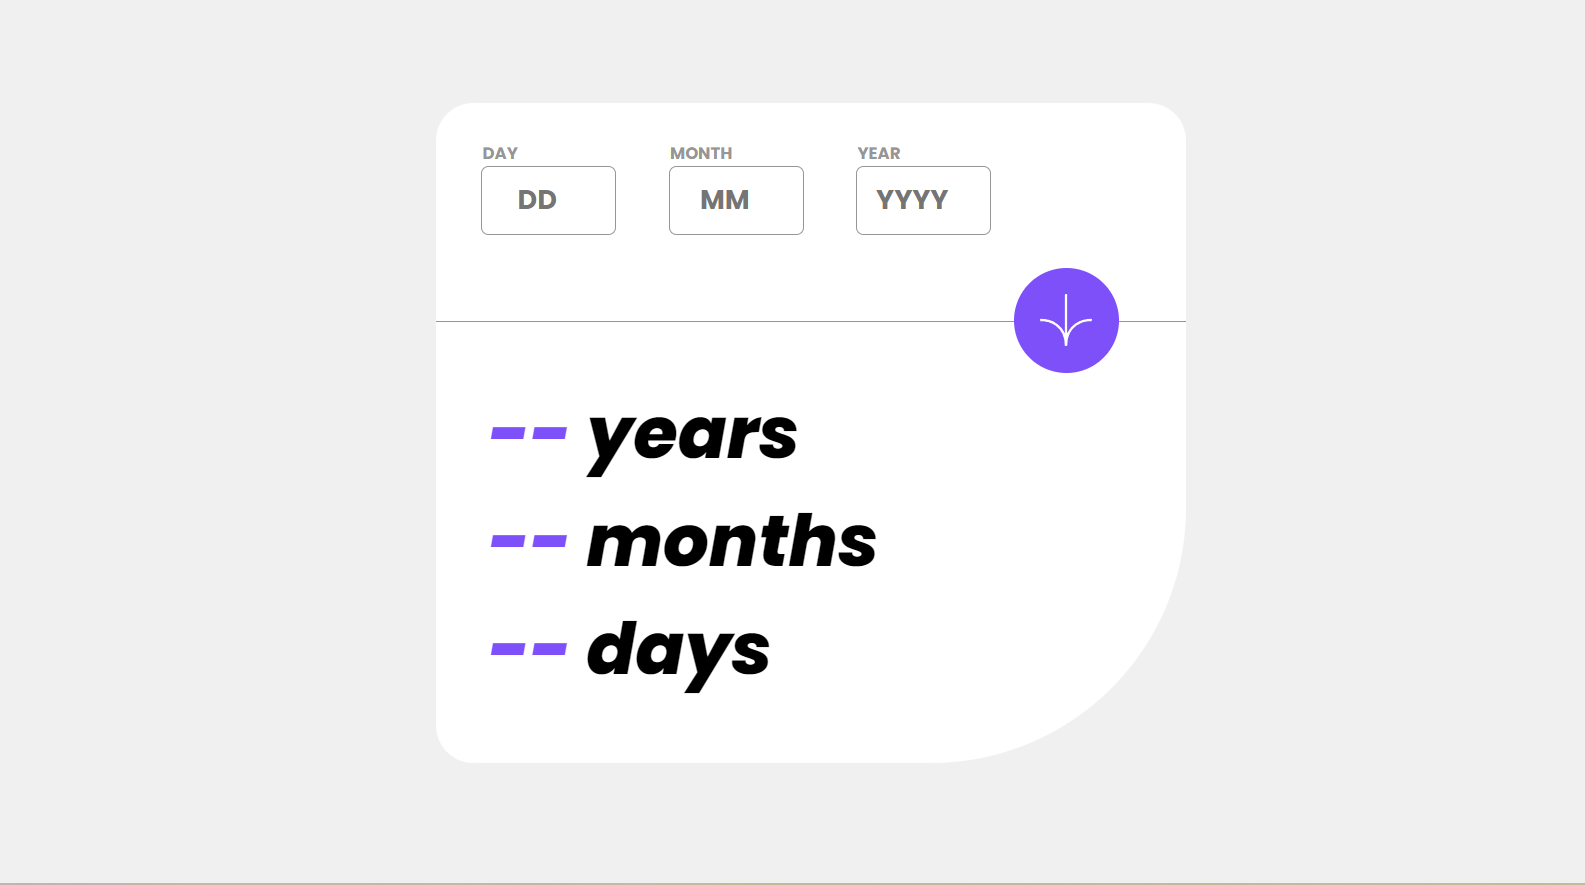 DAY MONTH YEAR
DD MM YYYY
-- years
-- months
-- days